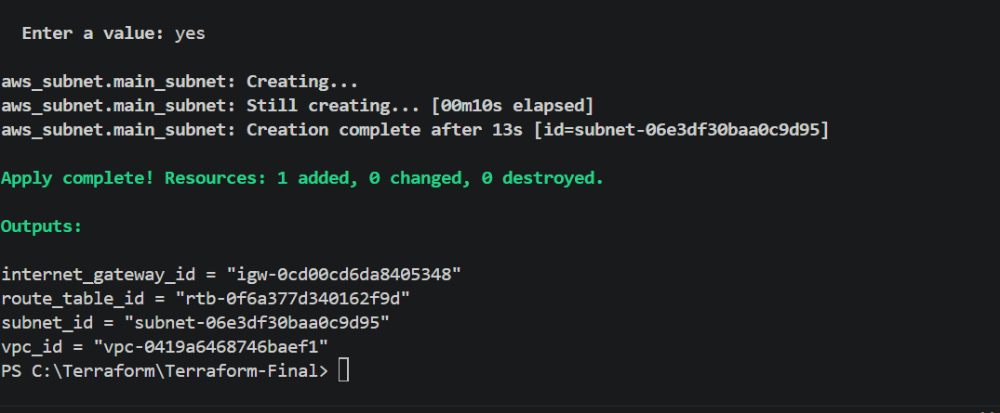 Enter a value: yes
aws_subnet.main_subnet: Creating...
aws_subnet.main_subnet: Still creating... [00m10s elapsed]
aws_subnet.main_subnet: Creation complete after 13s [id=subnet-06e3df30baa0c9d95]
Apply complete! Resources: 1 added, 0 changed, 0 destroyed.
Outputs:
internet_gateway_id = "igw-0cd00cd6da8405348"
route_table_id = "rtb-0f6a377d340162f9d"
subnet_id = "subnet-06e3df30baa0c9d95"
vpc_id = "vpc-0419a6468746baef1"
PS C:\Terraform\Terraform-Final>